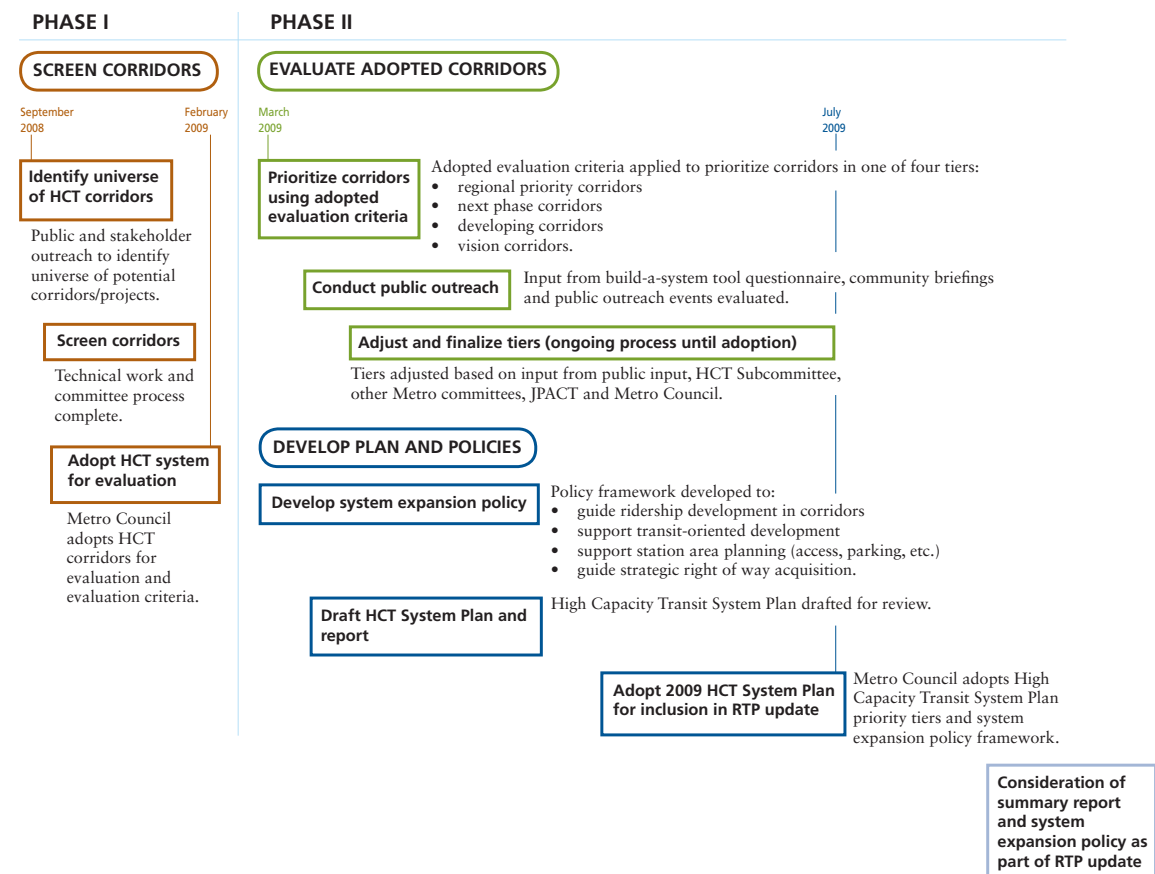 PHASE I
SCREEN CORRIDORS
September
2008
February
2009
Identify universe
of HCT corridors
Public and stakeholder
outreach to identify
universe of potential
corridors/projects.
Screen corridors
Technical work and
committee process
complete.
Adopt HCT system
for evaluation
Metro Council
adopts HCT
corridors for
evaluation and
evaluation criteria.
PHASE II
EVALUATE ADOPTED CORRIDORS
March
2009
July
2009
Prioritize corridors
using adopted
evaluation criteria
Adopted evaluation criteria applied to prioritize corridors in one of four tiers:
• regional priority corridors
• next phase corridors
• developing corridors
• vision corridors.
Conduct public outreach
Input from build-a-system tool questionnaire, community briefings
and public outreach events evaluated.
Adjust and finalize tiers (ongoing process until adoption)
Tiers adjusted based on input from public input, HCT Subcommittee,
other Metro committees, JPACT and Metro Council.
DEVELOP PLAN AND POLICIES
Develop system expansion policy
Policy framework developed to:
• guide ridership development in corridors
• support transit-oriented development
• support station area planning (access, parking, etc.)
• guide strategic right of way acquisition.
Draft HCT System Plan and
report
High Capacity Transit System Plan drafted for review.
Adopt 2009 HCT System Plan
for inclusion in RTP update
Metro Council adopts High
Capacity Transit System Plan
priority tiers and system
expansion policy framework.
Consideration of
summary report
and system
expansion policy as
part of RTP update